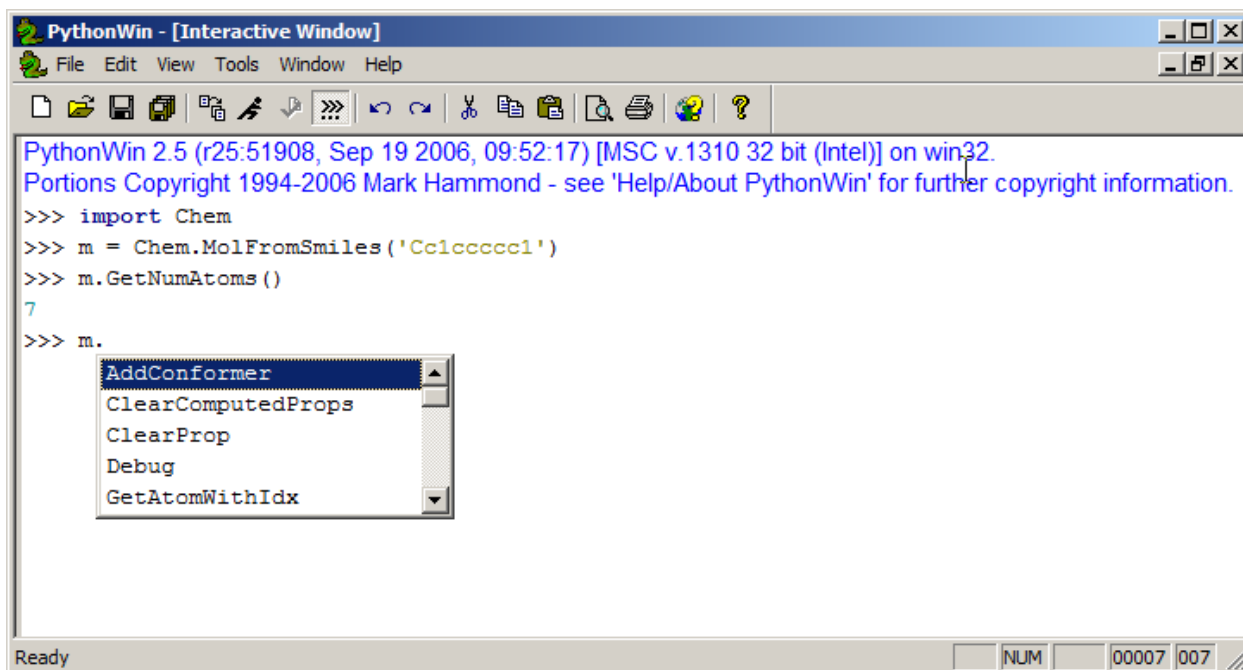 PythonWin - [Interactive Window]
File Edit View Tools Window Help
PythonWin 2.5 (r25:51908, Sep 19 2006, 09:52:17) [MSC v.1310 32 bit (Intel)] on win32.
Portions Copyright 1994-2006 Mark Hammond - see 'Help/About PythonWin' for further copyright information.
>>> import Chem
>>> m = Chem.MolFromSmiles('Cc1ccccc1')
>>> m.GetNumAtoms()
7
>>> m.
AddConformer
ClearComputedProps
ClearProp
Debug
GetAtomWithIdx
Ready NUM 00007 007